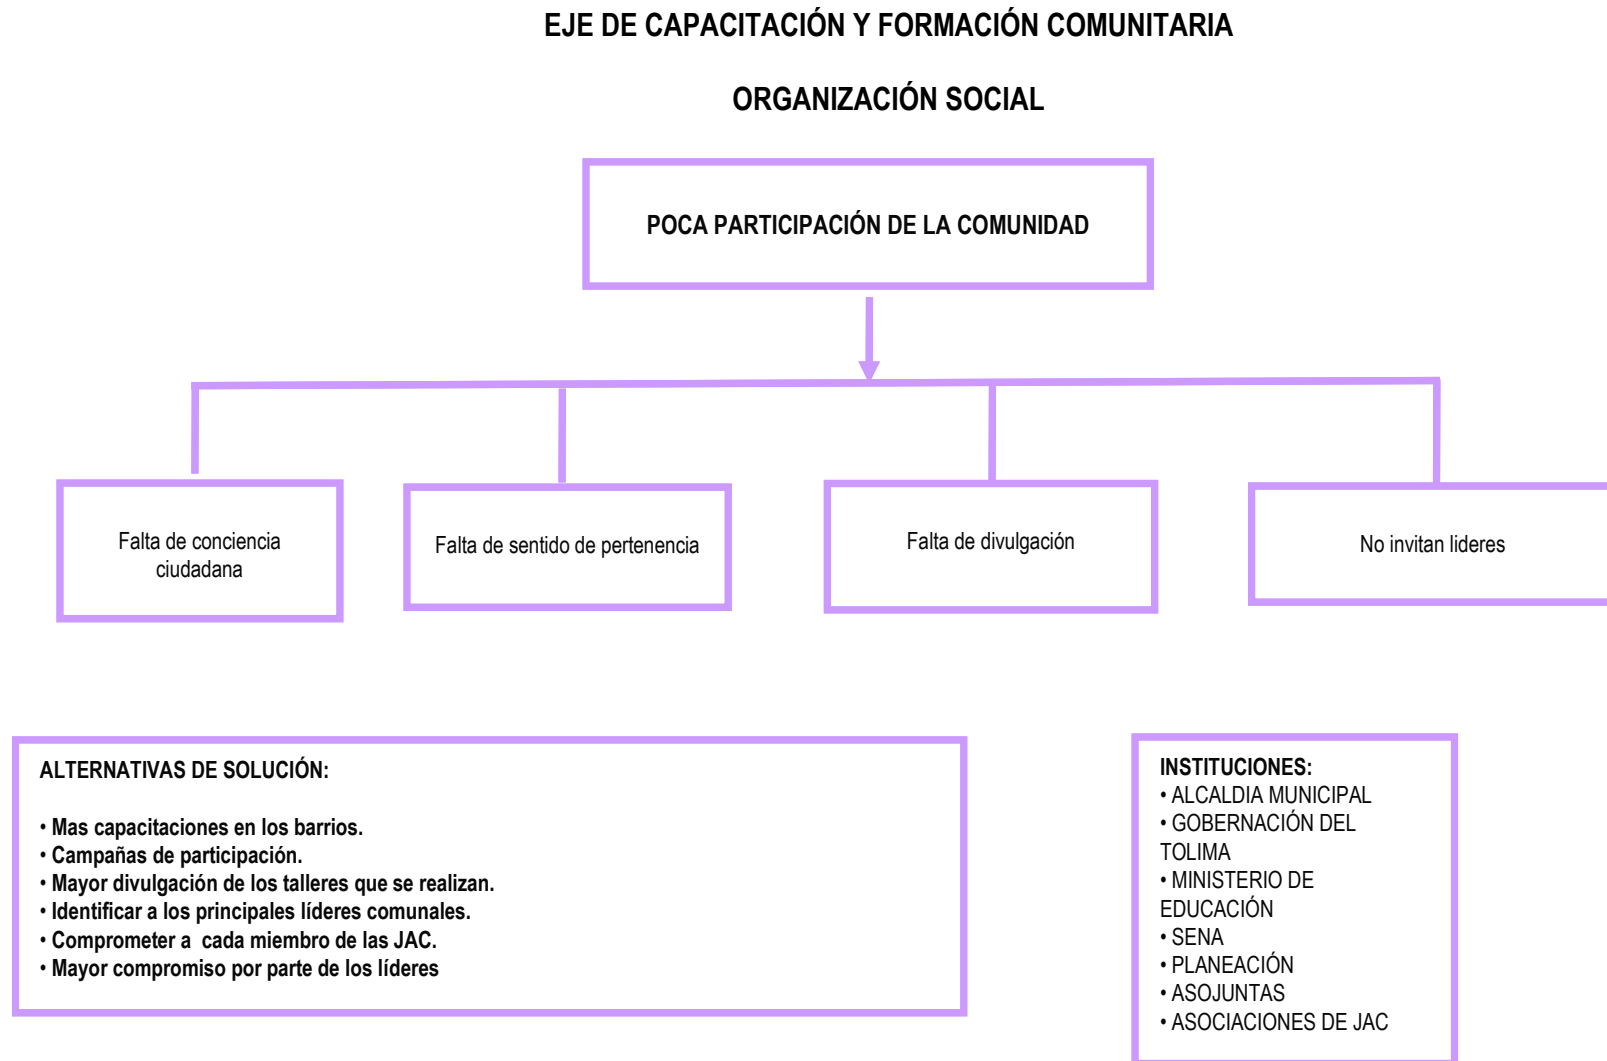 EJE DE CAPACITACIÓN Y FORMACIÓN COMUNITARIA
ORGANIZACIÓN SOCIAL
POCA PARTICIPACIÓN DE LA COMUNIDAD
Falta de conciencia
ciudadana
Falta de sentido de pertenencia
Falta de divulgación
No invitan lideres
ALTERNATIVAS DE SOLUCIÓN:
• Mas capacitaciones en los barrios.
• Campañas de participación.
• Mayor divulgación de los talleres que se realizan.
• Identificar a los principales líderes comunales.
• Comprometer a  cada miembro de las JAC.
• Mayor compromiso por parte de los líderes
INSTITUCIONES:
• ALCALDIA MUNICIPAL
• GOBERNACIÓN DEL
TOLIMA
• MINISTERIO DE
EDUCACIÓN
• SENA
• PLANEACIÓN
• ASOJUNTAS
• ASOCIACIONES DE JAC